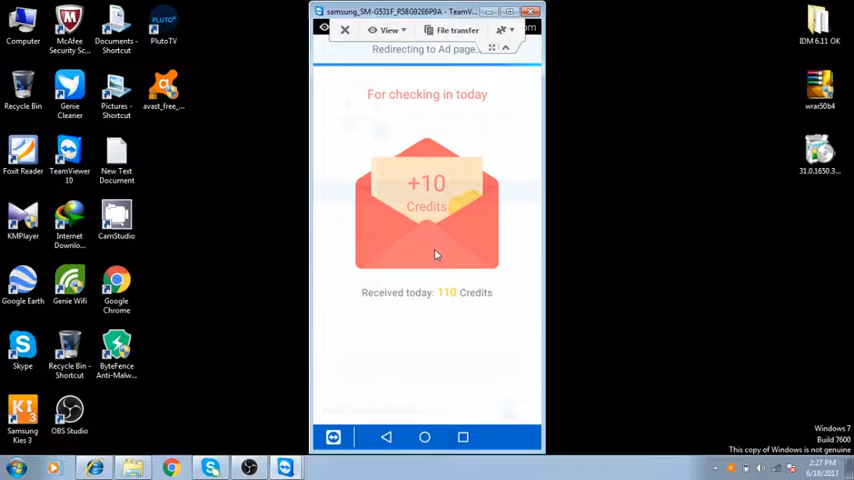 samsung_SM-G531F_R58G92E6P9A - TeamV...
View
File transfer
om
Redirecting to Ad page...
For checking in today
+10
Credits
Received today: 110 Credits
Computer
McAfee
Security Sc...
Documents -
Shortcut
PlutoTV
Recycle Bin
Genie
Cleaner
Pictures -
Shortcut
avast_free_...
Foxit Reader
TeamViewer
10
New Text
Document
KMPlayer
Internet
Downlo...
CamStudio
Google Earth
Genie Wifi
Google
Chrome
Skype
Recycle Bin -
Shortcut
ByteFence
Anti-Malw...
Samsung
Kies 3
OBS Studio
IDM 6.11 OK
wrar50b4
31.0.1650.3...
Windows 7
Build 7600
This copy of Windows is not genuine
2:27 PM
6/18/2017